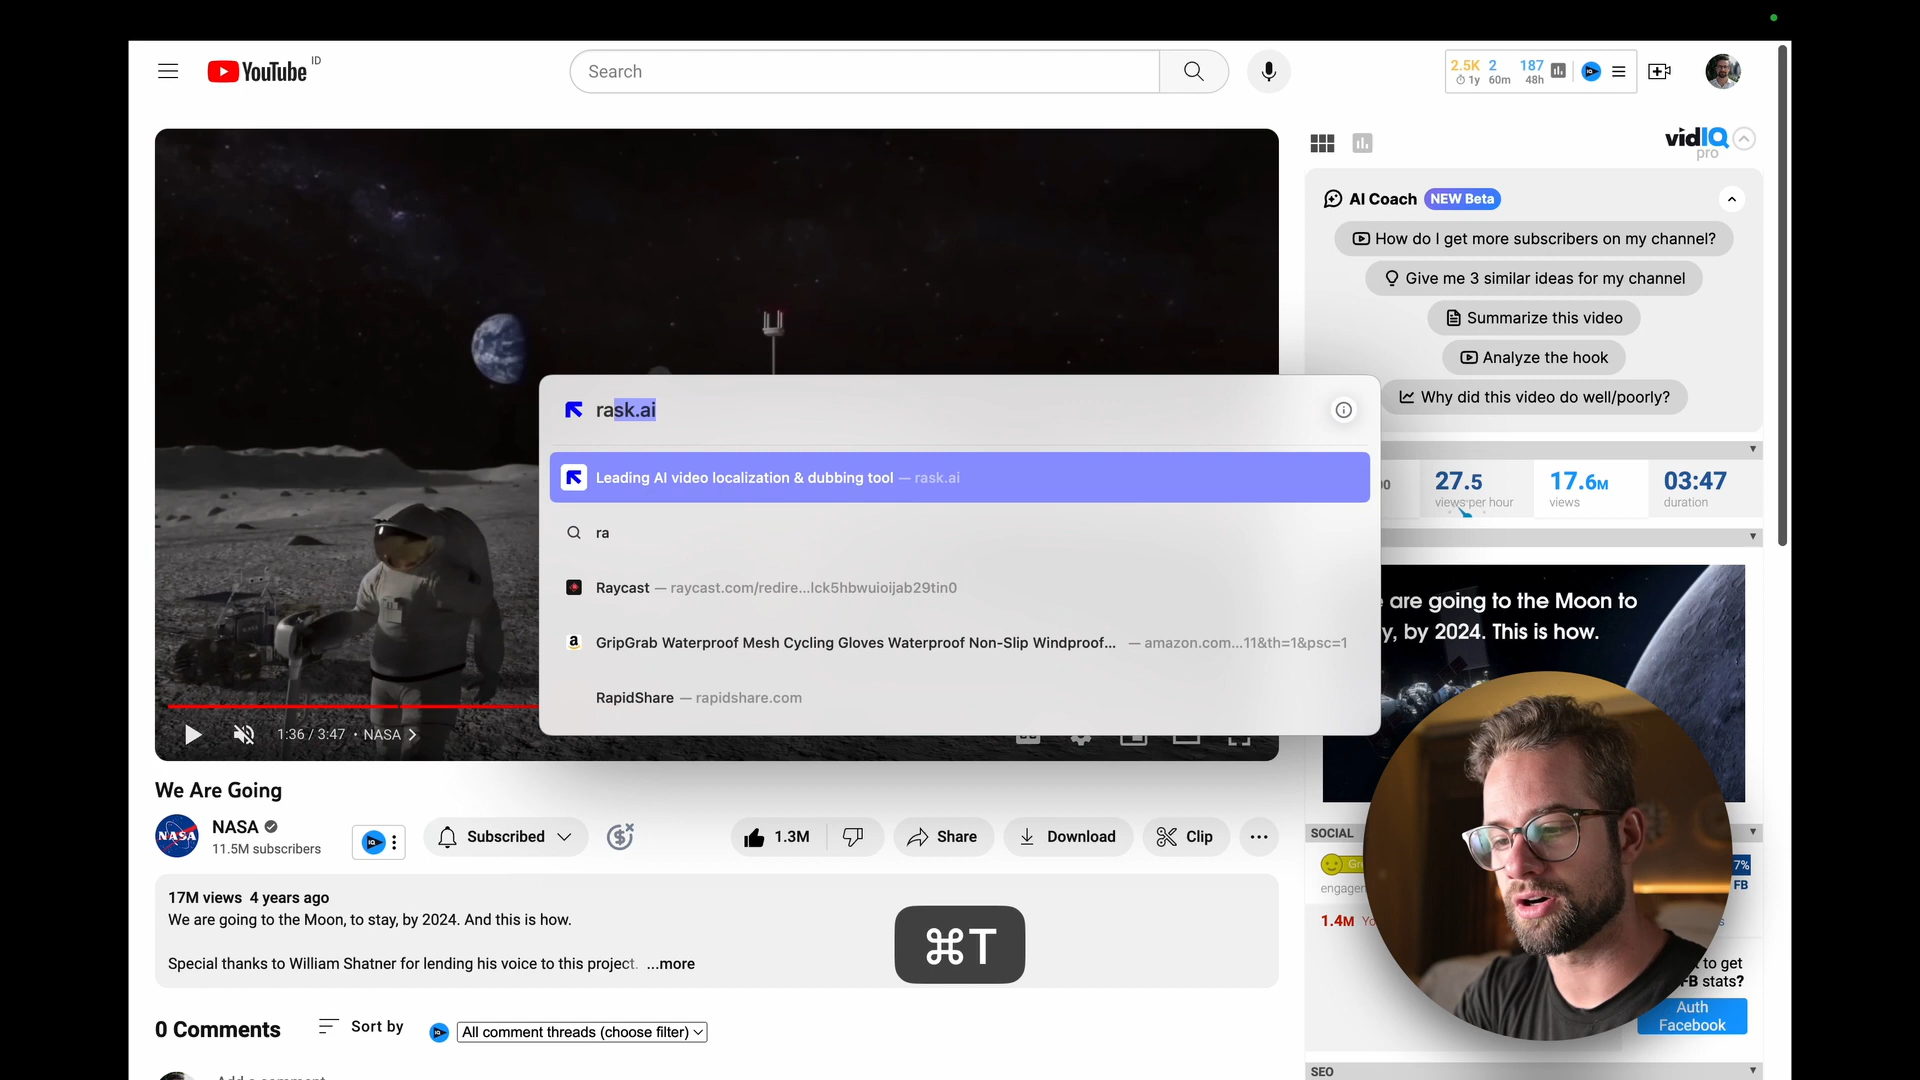 YouTube ID
Search
2.5K 2 187
1y 60m 48h
vidIQ
pro
AI Coach NEW Beta
How do I get more subscribers on my channel?
Give me 3 similar ideas for my channel
Summarize this video
Analyze the hook
Why did this video do well/poorly?
rask.ai
Leading AI video localization & dubbing tool — rask.ai
ra
Raycast — raycast.com/redire...lck5hbwuioijab29tin0
GripGrab Waterproof Mesh Cycling Gloves Waterproof Non-Slip Windproof... — amazon.com...11&th=1&psc=1
RapidShare — rapidshare.com
27.5 17.6M 03:47
views per hour views duration
are going to the Moon to
y, by 2024. This is how.
1:36 / 3:47 • NASA
We Are Going
NASA
NASA
11.5M subscribers
Subscribed
1.3M
Share
Download
Clip
17M views 4 years ago
We are going to the Moon, to stay, by 2024. And this is how.
Special thanks to William Shatner for lending his voice to this project. ...more
⌘T
0 Comments
Sort by
All comment threads (choose filter)
SOCIAL
7%
FB
1.4M
to get
FB stats?
Auth
Facebook
SEO